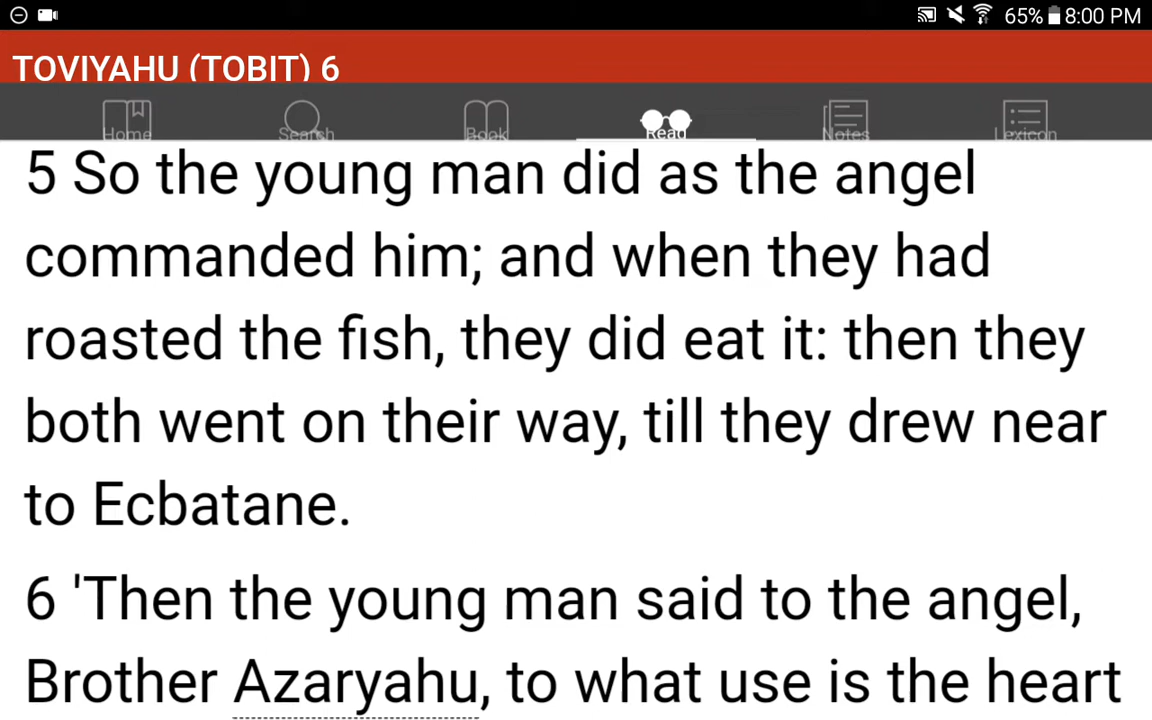 65% 8:00 PM
TOVIYAHU (TOBIT) 6
Home Search Book Read Notes Lexicon
5 So the young man did as the angel
commanded him; and when they had
roasted the fish, they did eat it: then they
both went on their way, till they drew near
to Ecbatane.
6 'Then the young man said to the angel,
Brother Azaryahu, to what use is the heart